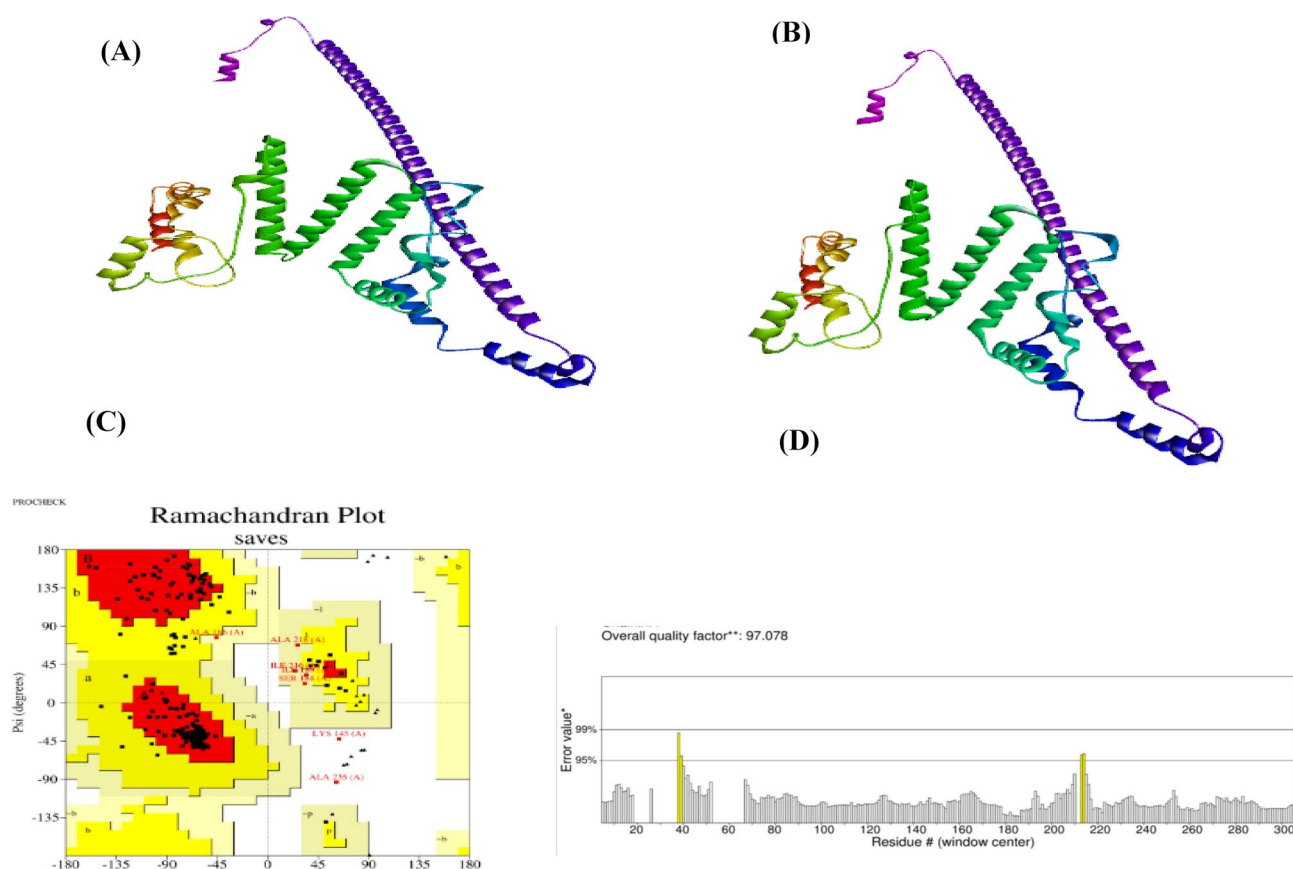 (A)
(B)
(C)
(D)
PROCHECK
Ramachandran Plot
saves
180
135
90
45
0
-45
-90
-135
Psi (degrees)
B
b
~b
b
~b
b
a
~a
~l
l
ALA 218 (A)
SER 184 (A)
LYS 145 (A)
ALA 235 (A)
~b
b
~p
p
~b
-180 -135 -90 -45 0 45 90 135 180
Overall quality factor**: 97.078
Error value*
99%
95%
20 40 60 80 100 120 140 160 180 200 220 240 260 280 300
Residue # (window center)